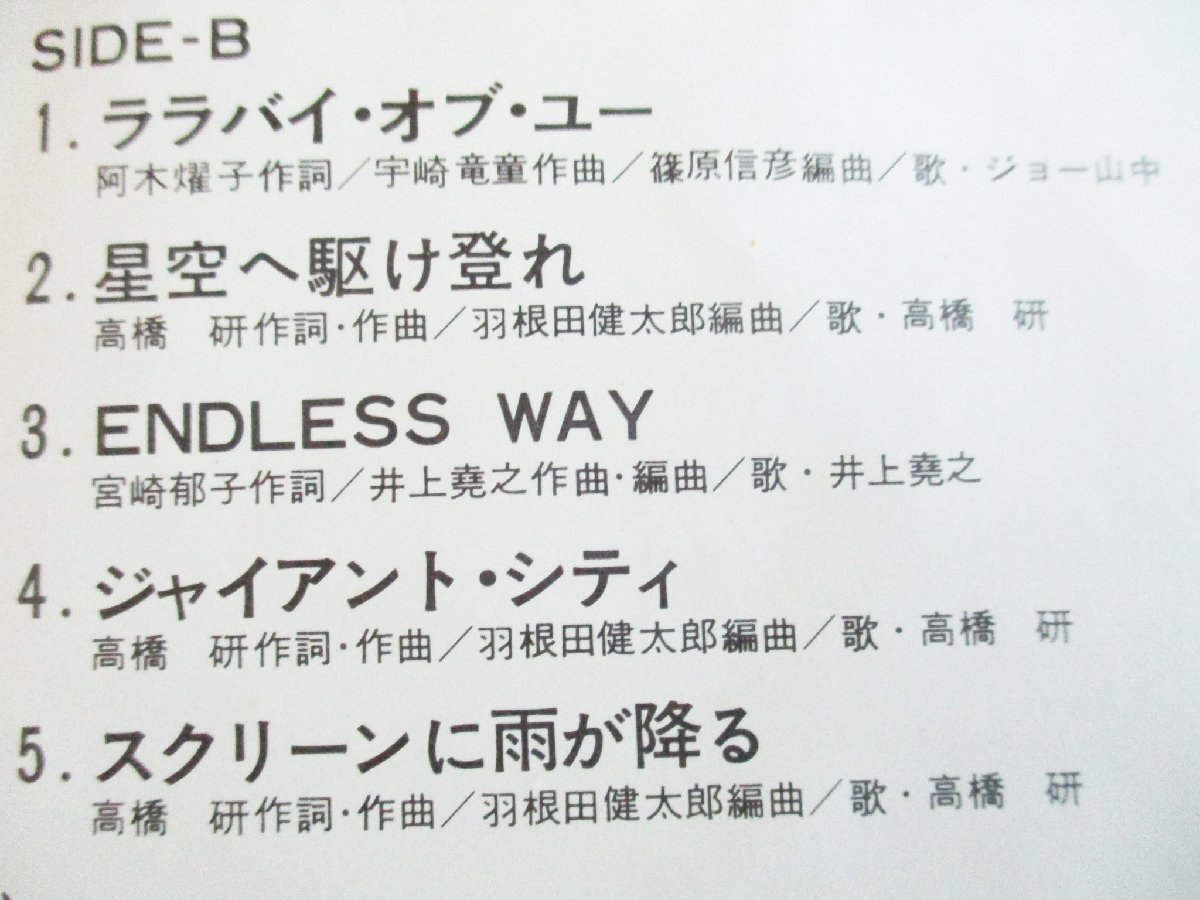 SIDE-B
1. ララバイ・オブ・ユー
阿木燿子作詞／宇崎竜童作曲／篠原信彦編曲／歌・ジョー山中
2. 星空へ駆け登れ
高橋　研作詞・作曲／羽根田健太郎編曲／歌・高橋　研
3. ENDLESS WAY
宮崎郁子作詞／井上堯之作曲・編曲／歌・井上堯之
4. ジャイアント・シティ
高橋　研作詞・作曲／羽根田健太郎編曲／歌・高橋　研
5. スクリーンに雨が降る
高橋　研作詞・作曲／羽根田健太郎編曲／歌・高橋　研